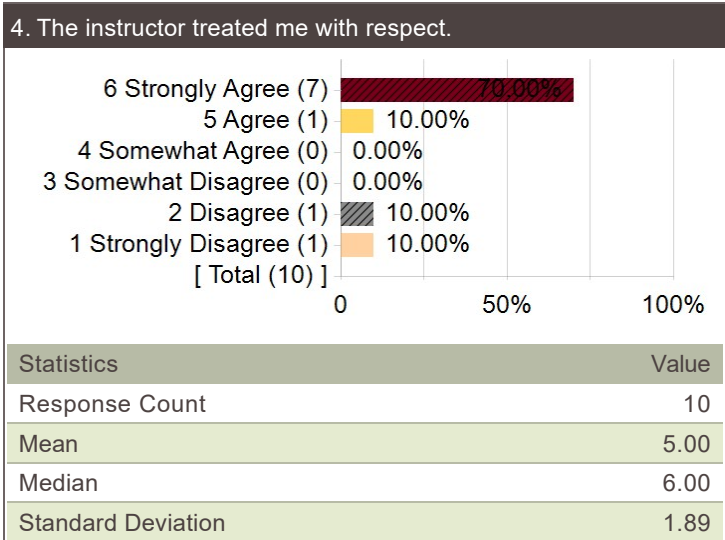 4. The instructor treated me with respect.
6 Strongly Agree (7) 70.00%
5 Agree (1) 10.00%
4 Somewhat Agree (0) 0.00%
3 Somewhat Disagree (0) 0.00%
2 Disagree (1) 10.00%
1 Strongly Disagree (1) 10.00%
[ Total (10) ]
0 50% 100%
Statistics Value
Response Count 10
Mean 5.00
Median 6.00
Standard Deviation 1.89